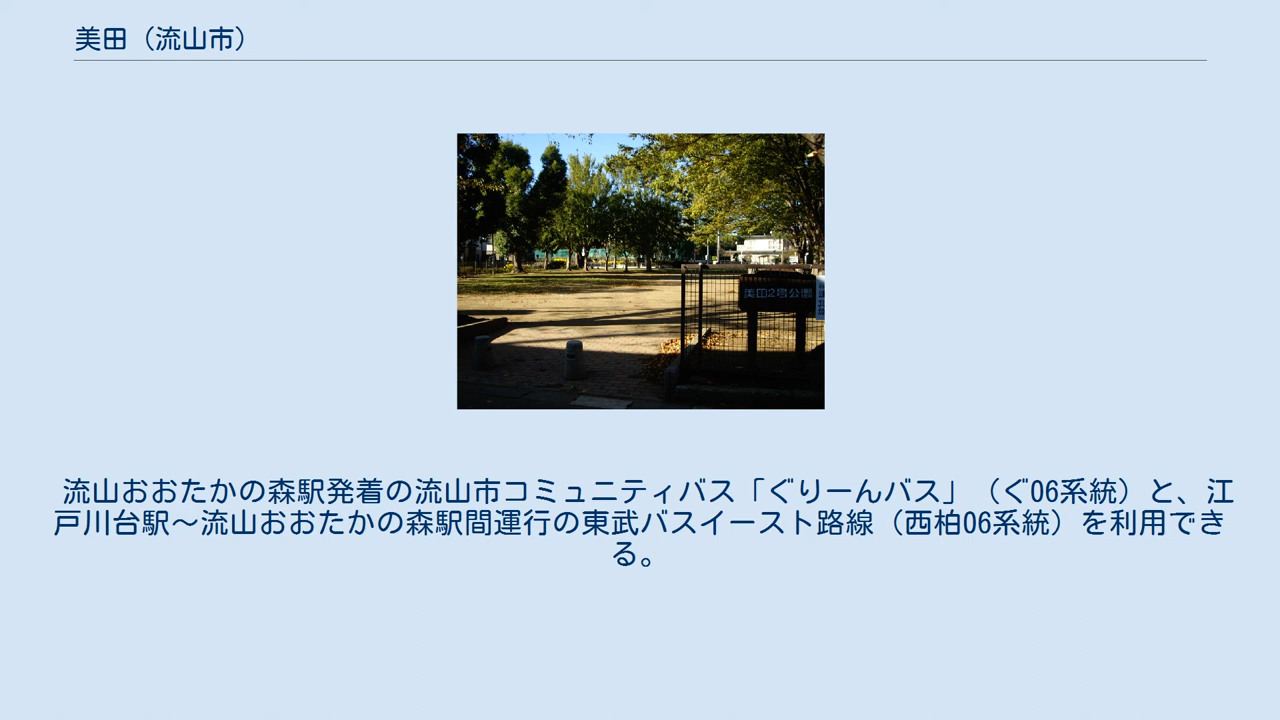 美田（流山市）
美田2号公園
流山おおたかの森駅発着の流山市コミュニティバス「ぐりーんバス」（ぐ06系統）と、江
戸川台駅～流山おおたかの森駅間運行の東武バスイースト路線（西柏06系統）を利用でき
る。